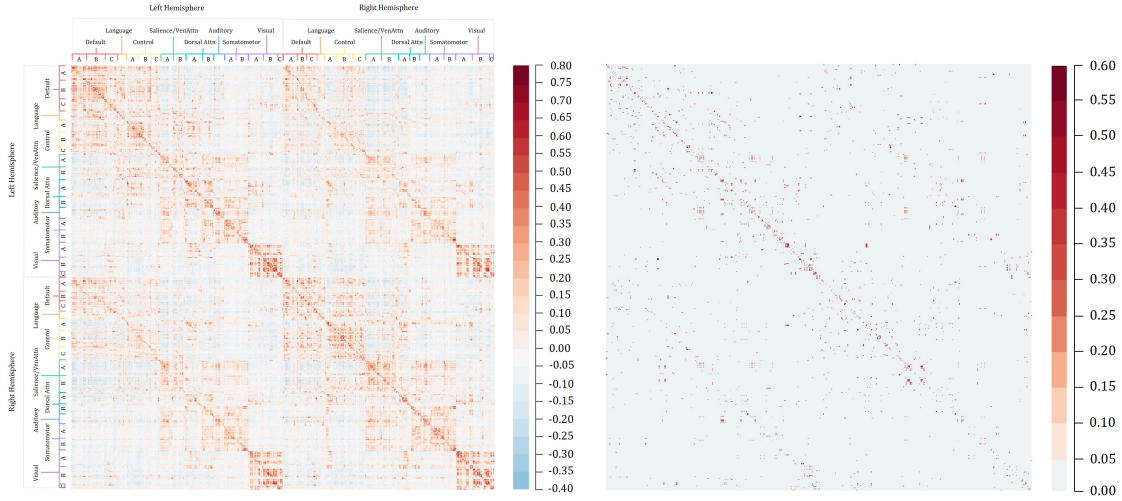 Left Hemisphere Right Hemisphere
Language Salience/VenAttn Auditory Visual Language Salience/VenAttn Auditory Visual
Default Control Dorsal Attn Somatomotor Default Control Dorsal Attn Somatomotor
A B C A B C A B A B A B A B C A B C A B C A B A B A B A B C
Left Hemisphere
Default
Language
Control
Salience/VenAttn
Dorsal Attn
Auditory
Somatomotor
Visual
Right Hemisphere
Default
Language
Control
Salience/VenAttn
Dorsal Attn
Auditory
Somatomotor
Visual
0.80
0.75
0.70
0.65
0.60
0.55
0.50
0.45
0.40
0.35
0.30
0.25
0.20
0.15
0.10
0.05
0.00
-0.05
-0.10
-0.15
-0.20
-0.25
-0.30
-0.35
-0.40
0.60
0.55
0.50
0.45
0.40
0.35
0.30
0.25
0.20
0.15
0.10
0.05
0.00